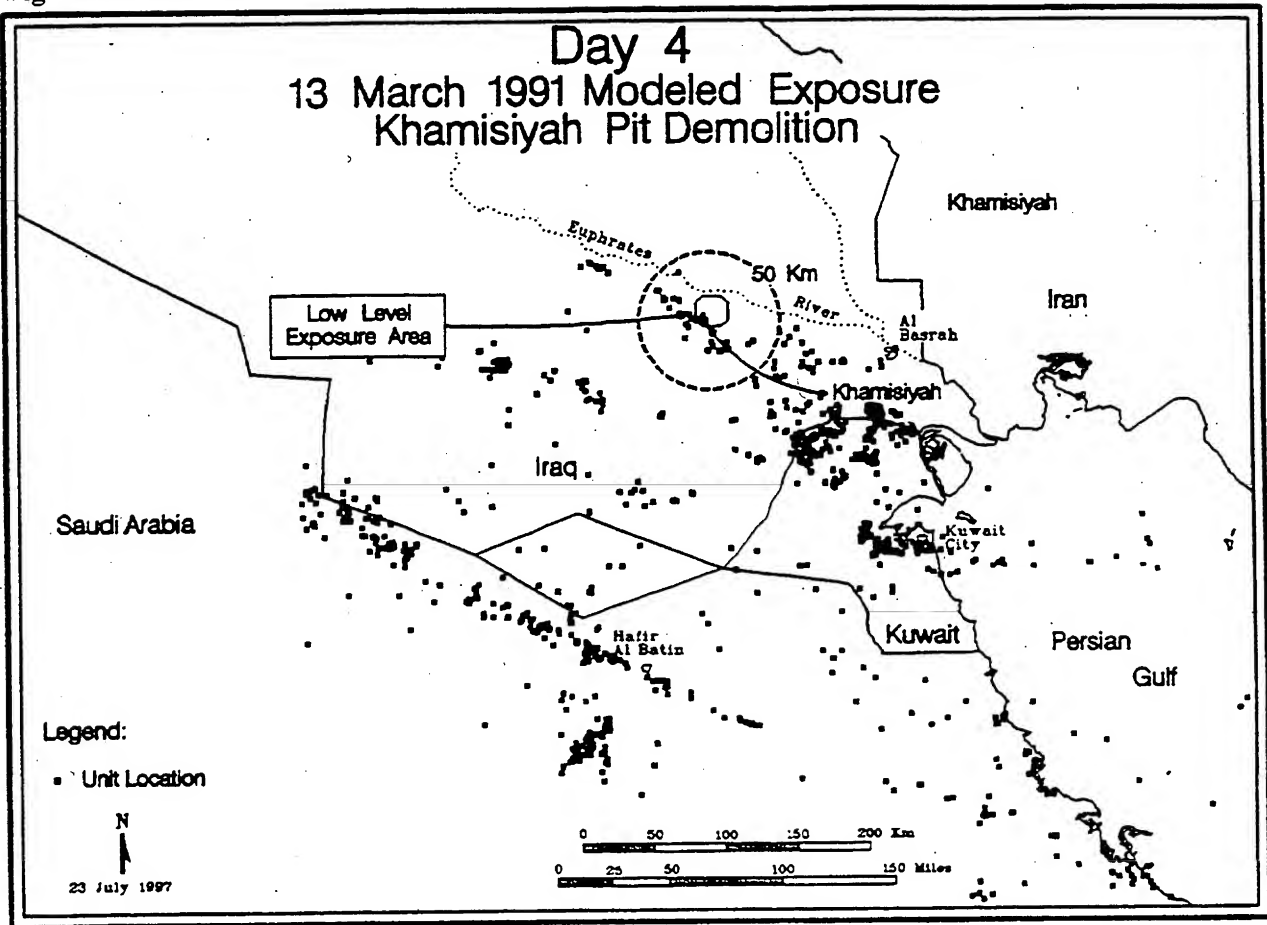 Day 4
13 March 1991 Modeled Exposure
Khamisiyah Pit Demolition
Khamisiyah
Euphrates
50 Km
River
Iran
Low Level
Exposure Area
Al
Basrah
Khamisiyah
Iraq
Saudi Arabia
Kuwait
City
Hafir
Al Batin
Kuwait
Persian
Gulf
Legend:
Unit Location
N
23 July 1997
0 50 100 150 200 Km
0 25 50 100 150 Miles